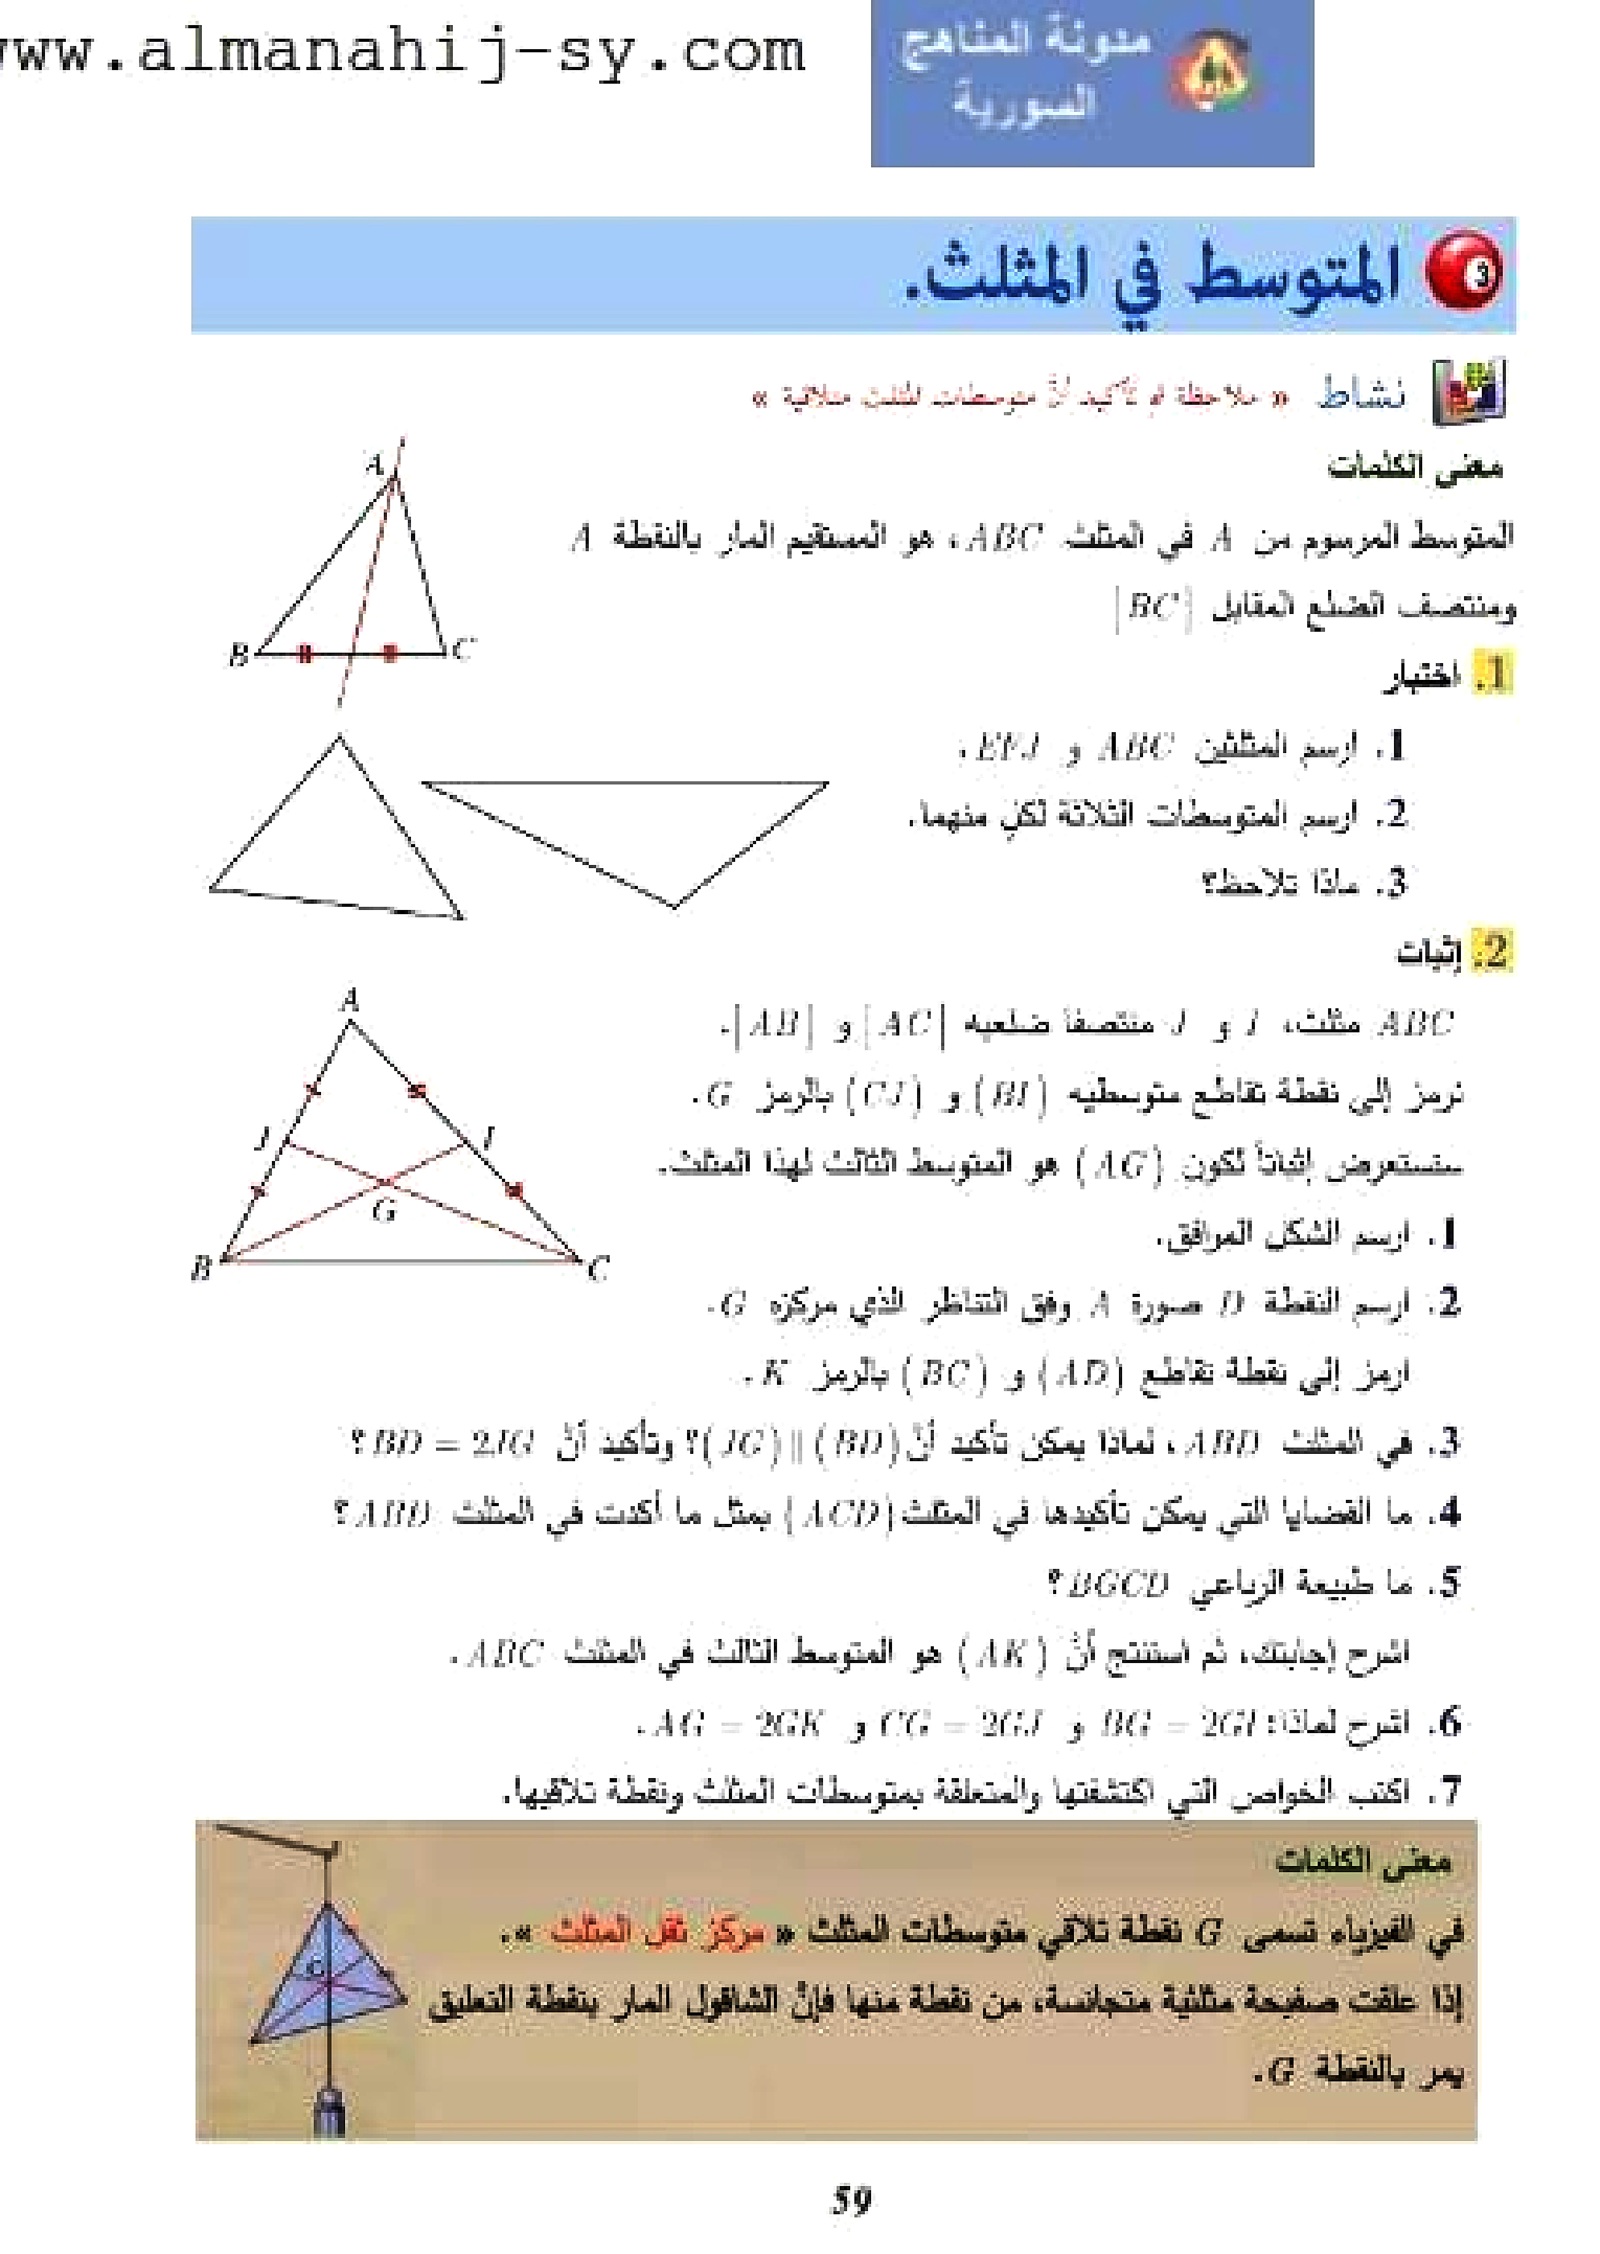 www.almanahij-sy.com
مدونة المناهج
السورية
3 المتوسط في المثلث.
نشاط « ملاحظة ثم تأكيد أنَّ متوسطات المثلث متلاقية »
معنى الكلمات
المتوسط المرسوم من A في المثلث ABC، هو المستقيم المار بالنقطة A
ومنتصف الضلع المقابل [BC]
A
B
C
1. اختبار
1. ارسم المثلثين ABC و EFJ.
2. ارسم المتوسطات الثلاثة لكلٍ منهما.
3. ماذا تلاحظ؟
2. إثبات
ABC مثلث، I و J منتصفا ضلعيه [AC] و [AB].
نرمز إلى نقطة تقاطع متوسطيه (BI) و (CJ) بالرمز G.
سنستعرض إثباتاً لكون (AG) هو المتوسط الثالث لهذا المثلث.
A
J
I
G
B
C
1. ارسم الشكل الموافق.
2. ارسم النقطة D صورة A وفق التناظر الذي مركزه G.
ارمز إلى نقطة تقاطع (AD) و (BC) بالرمز K.
3. في المثلث ABD، لماذا يمكن تأكيد أنَّ (BD) || (JG)؟ وتأكيد أنَّ BD = 2JG؟
4. ما القضايا التي يمكن تأكيدها في المثلث (ACD) بمثل ما أكدت في المثلث ABD؟
5. ما طبيعة الرباعي BGCD؟
اشرح إجابتك، ثم استنتج أنَّ (AK) هو المتوسط الثالث في المثلث ABC.
6. اشرح لماذا: BG = 2GI و CG = 2GJ و AG = 2GK.
7. اكتب الخواص التي اكتشفتها والمتعلقة بمتوسطات المثلث ونقطة تلاقيها.
معنى الكلمات
في الفيزياء تسمى G نقطة تلاقي متوسطات المثلث « مركز ثقل المثلث ».
إذا علقت صفيحة مثلثية متجانسة، من نقطة منها فإنَّ الشاقول المار بنقطة التعليق
يمر بالنقطة G.
G
59